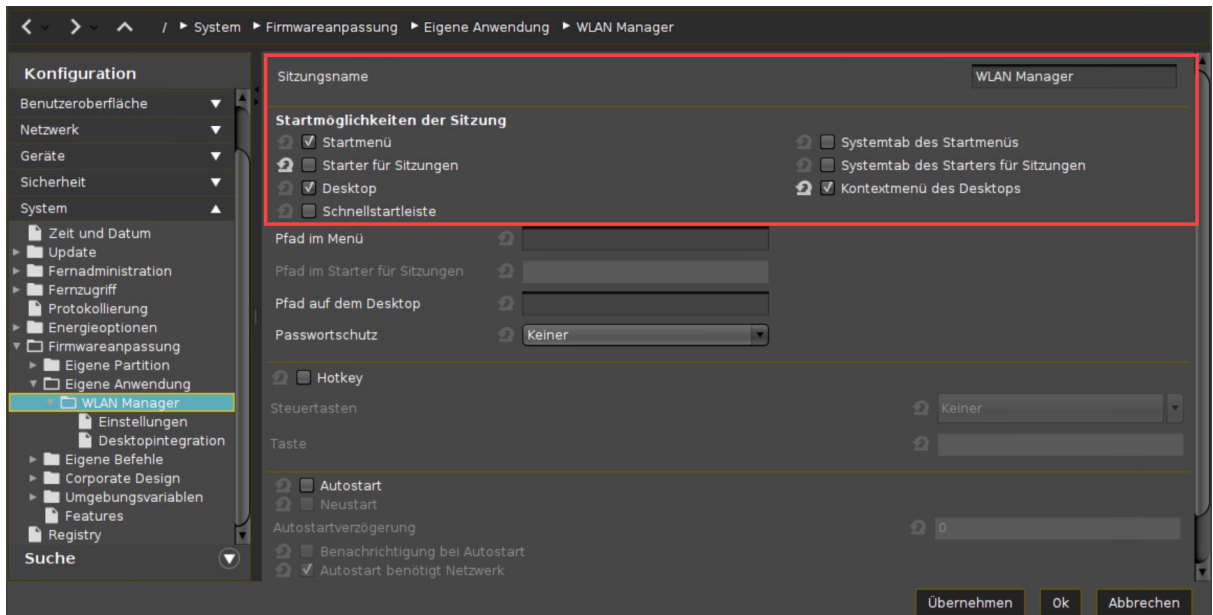 / System Firmwareanpassung Eigene Anwendung WLAN Manager
Konfiguration
Benutzeroberfläche
Netzwerk
Geräte
Sicherheit
System
Zeit und Datum
Update
Fernadministration
Fernzugriff
Protokollierung
Energieoptionen
Firmwareanpassung
Eigene Partition
Eigene Anwendung
WLAN Manager
Einstellungen
Desktopintegration
Eigene Befehle
Corporate Design
Umgebungsvariablen
Features
Registry
Suche
Sitzungsname WLAN Manager
Startmöglichkeiten der Sitzung
Startmenü Systemtab des Startmenüs
Starter für Sitzungen Systemtab des Starters für Sitzungen
Desktop Kontextmenü des Desktops
Schnellstartleiste
Pfad im Menü
Pfad im Starter für Sitzungen
Pfad auf dem Desktop
Passwortschutz Keiner
Hotkey
Steuertasten Keiner
Taste
Autostart
Neustart
Autostartverzögerung 0
Benachrichtigung bei Autostart
Autostart benötigt Netzwerk
Übernehmen Ok Abbrechen